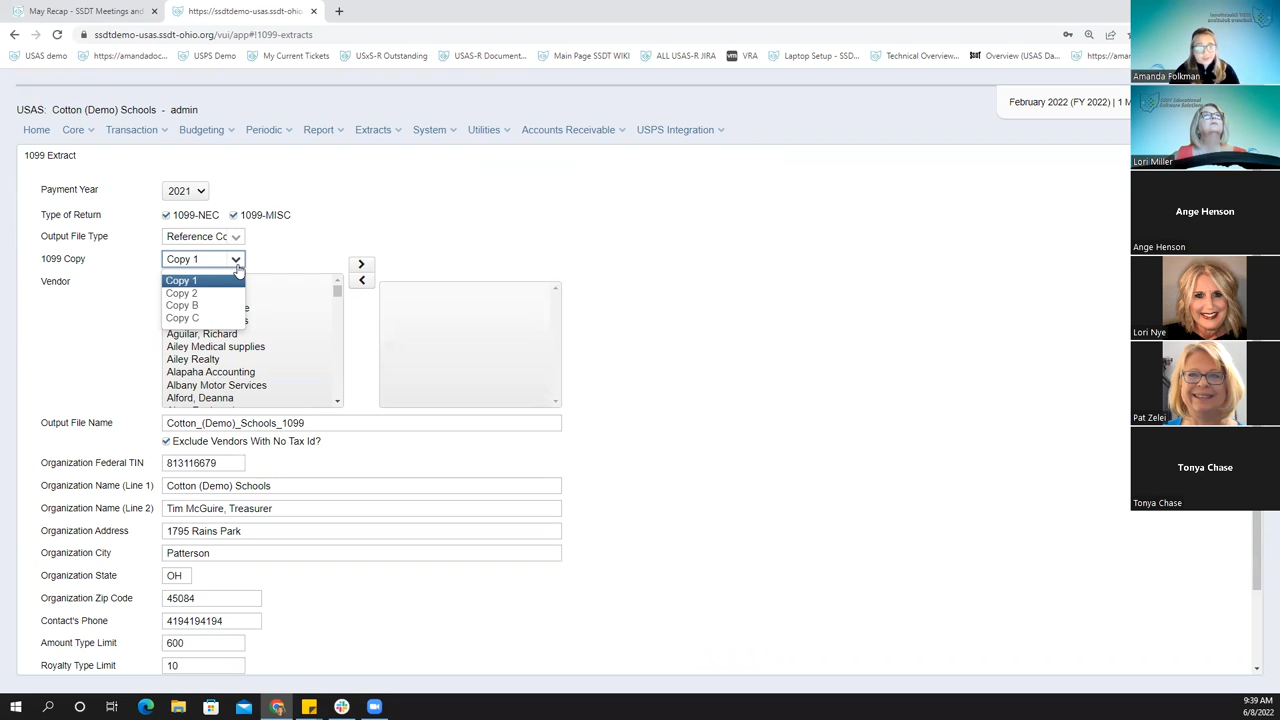 May Recap - SSDT Meetings and
https://ssdtdemo-usas.ssdt-ohio.org
ssdtdemo-usas.ssdt-ohio.org/vui/app#!1099-extracts
USAS demo
https://amandadoc...
USPS Demo
My Current Tickets
USxS-R Outstandin...
USAS-R Document...
Main Page SSDT WIKI
ALL USAS-R JIRA
VRA
Laptop Setup - SSD...
Technical Overview...
Overview (USAS Da...
https://aman
USAS: Cotton (Demo) Schools - admin
February 2022 (FY 2022) | 1 M
Home
Core
Transaction
Budgeting
Periodic
Report
Extracts
System
Utilities
Accounts Receivable
USPS Integration
1099 Extract
Payment Year
2021
Type of Return
1099-NEC
1099-MISC
Output File Type
Reference Co
1099 Copy
Copy 1
Copy 1
Copy 2
Copy B
Copy C
Vendor
Aguilar, Richard
Ailey Medical supplies
Ailey Realty
Alapaha Accounting
Albany Motor Services
Alford, Deanna
Output File Name
Cotton_(Demo)_Schools_1099
Exclude Vendors With No Tax Id?
Organization Federal TIN
813116679
Organization Name (Line 1)
Cotton (Demo) Schools
Organization Name (Line 2)
Tim McGuire, Treasurer
Organization Address
1795 Rains Park
Organization City
Patterson
Organization State
OH
Organization Zip Code
45084
Contact's Phone
4194194194
Amount Type Limit
600
Royalty Type Limit
10
Amanda Folkman
Lori Miller
Ange Henson
Ange Henson
Lori Nye
Pat Zelei
Tonya Chase
Tonya Chase
9:39 AM
6/8/2022